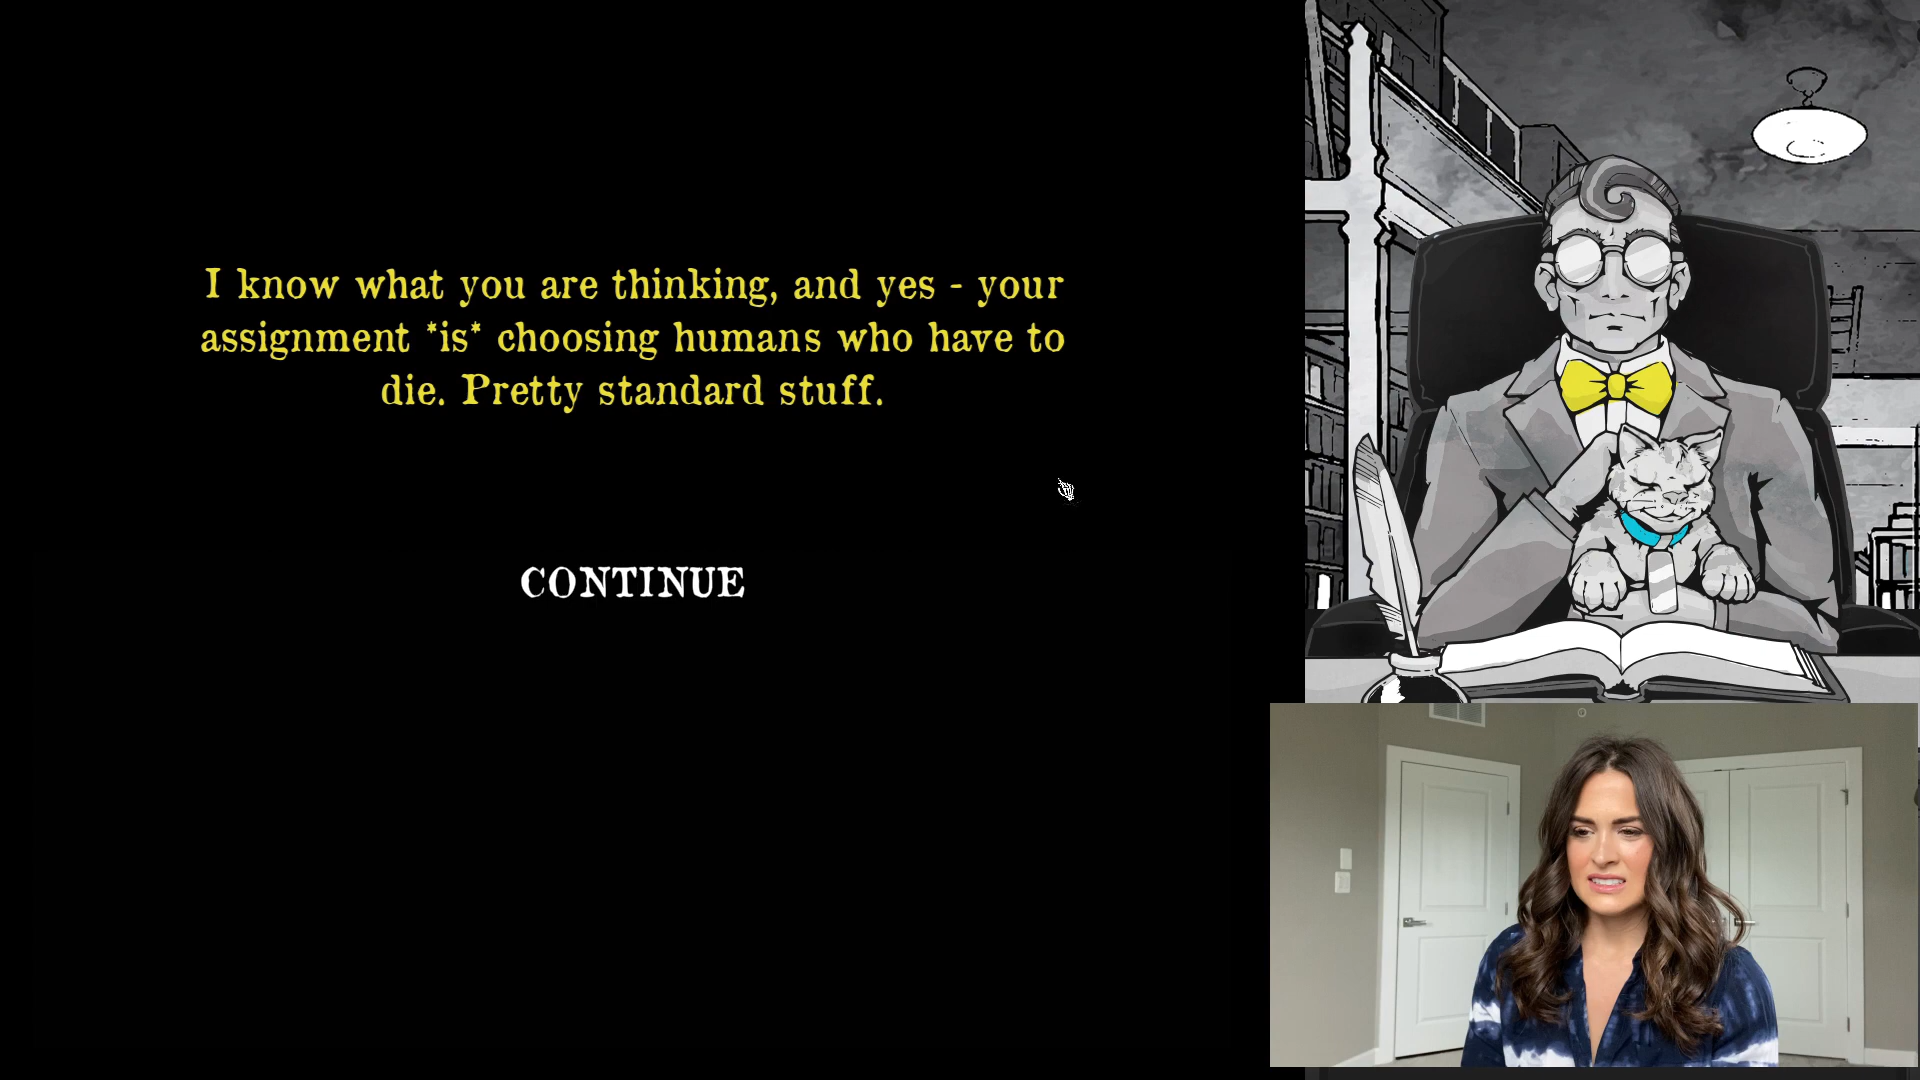 I know what you are thinking, and yes - your
assignment *is* choosing humans who have to
die. Pretty standard stuff.
CONTINUE